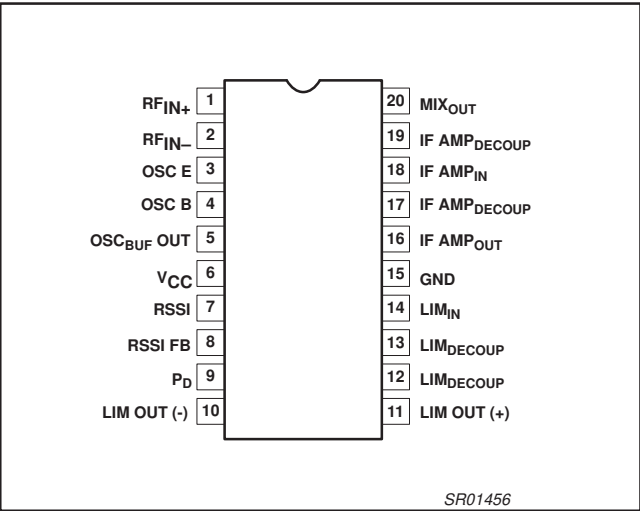 RFIN+ 1
RFIN– 2
OSC E 3
OSC B 4
OSCBUF OUT 5
VCC 6
RSSI 7
RSSI FB 8
PD 9
LIM OUT (-) 10
20 MIXOUT
19 IF AMPDECOUP
18 IF AMPIN
17 IF AMPDECOUP
16 IF AMPOUT
15 GND
14 LIMIN
13 LIMDECOUP
12 LIMDECOUP
11 LIM OUT (+)
SR01456